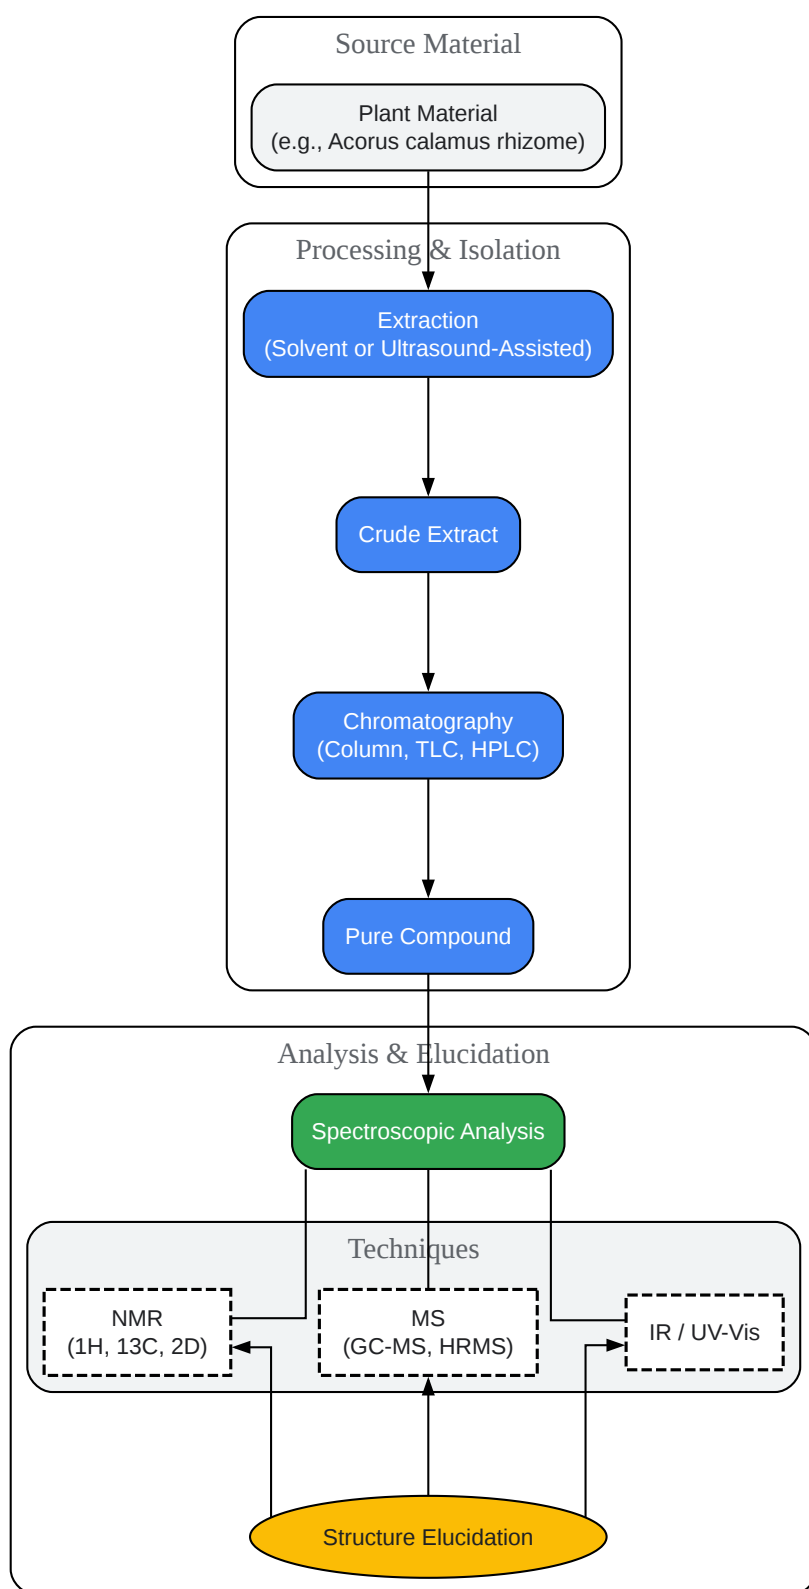 Source Material
Plant Material
(e.g., Acorus calamus rhizome)
Processing & Isolation
Extraction
(Solvent or Ultrasound-Assisted)
Crude Extract
Chromatography
(Column, TLC, HPLC)
Pure Compound
Analysis & Elucidation
Spectroscopic Analysis
Techniques
NMR
(1H, 13C, 2D)
MS
(GC-MS, HRMS)
IR / UV-Vis
Structure Elucidation